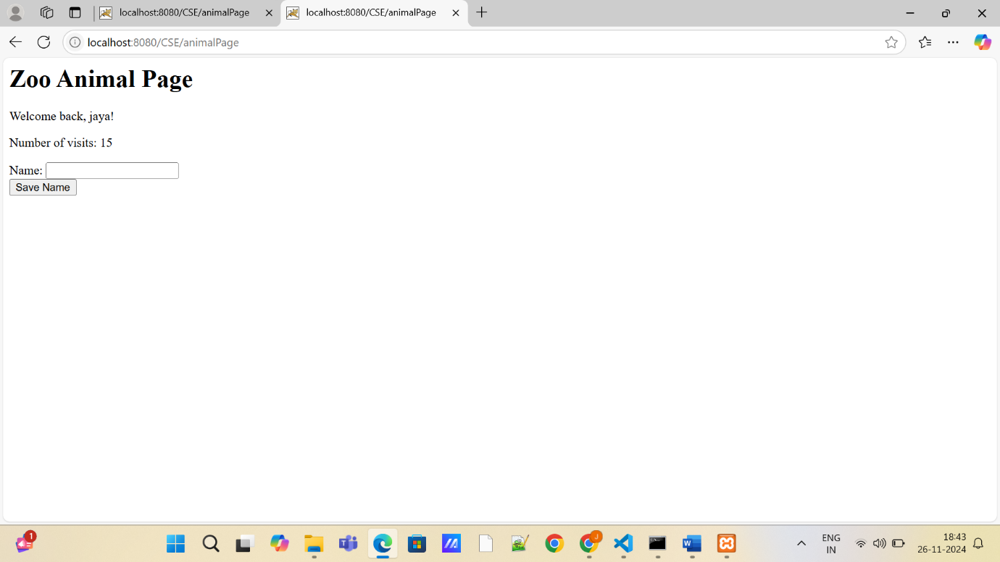 localhost:8080/CSE/animalPage
localhost:8080/CSE/animalPage
localhost:8080/CSE/animalPage
Zoo Animal Page
Welcome back, jaya!
Number of visits: 15
Name:
Save Name
1
J
ENG
IN
18:43
26-11-2024